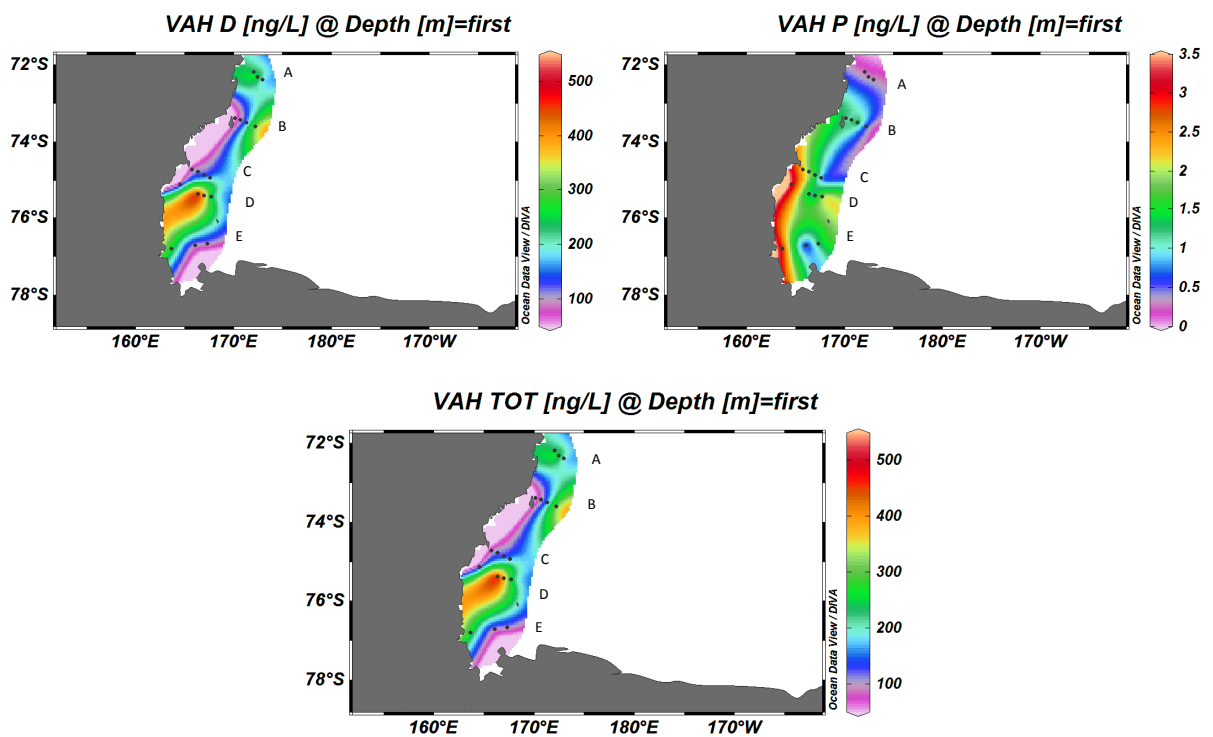 VAH D [ng/L] @ Depth [m]=first
72°S
74°S
76°S
78°S
160°E
170°E
180°E
170°W
A
B
C
D
E
500
400
300
200
100
Ocean Data View / DIVA
VAH P [ng/L] @ Depth [m]=first
72°S
74°S
76°S
78°S
160°E
170°E
180°E
170°W
A
B
C
D
E
3.5
3
2.5
2
1.5
1
0.5
0
Ocean Data View / DIVA
VAH TOT [ng/L] @ Depth [m]=first
72°S
74°S
76°S
78°S
160°E
170°E
180°E
170°W
A
B
C
D
E
500
400
300
200
100
Ocean Data View / DIVA